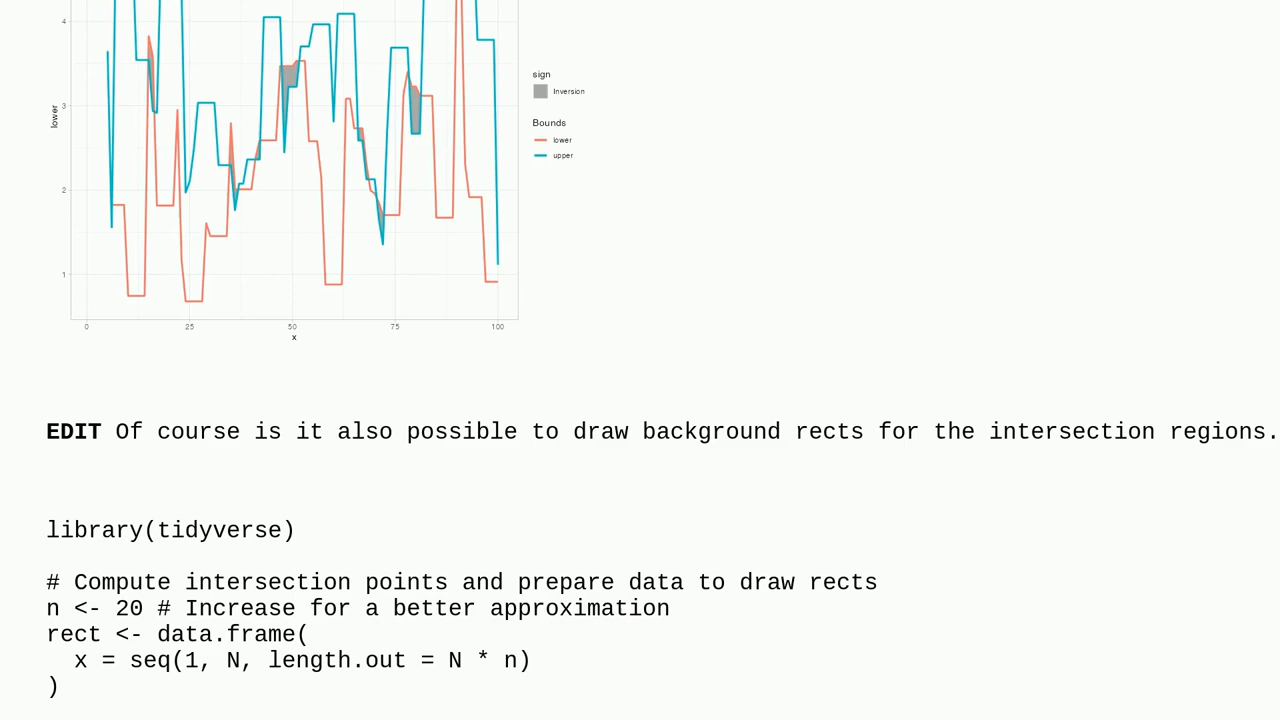 4
3
2
1
lower
0
25
50
75
100
x
sign
Inversion
Bounds
lower
upper
EDIT Of course is it also possible to draw background rects for the intersection regions.
library(tidyverse)
# Compute intersection points and prepare data to draw rects
n <- 20 # Increase for a better approximation
rect <- data.frame(
  x = seq(1, N, length.out = N * n)
)